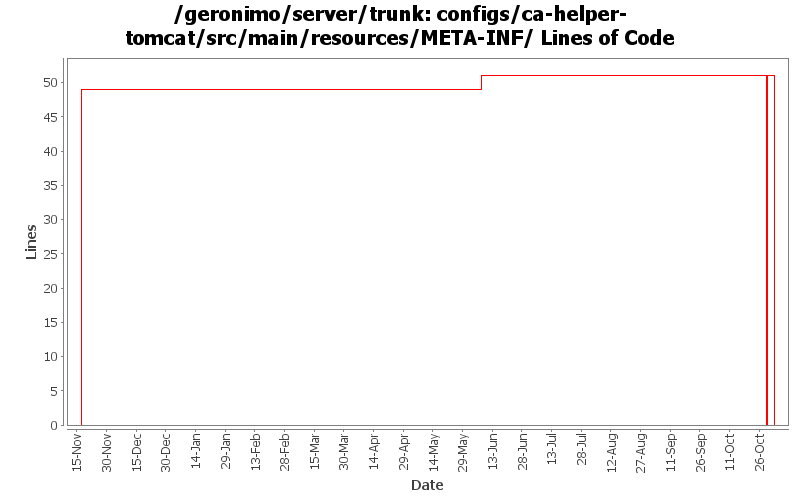 /geronimo/server/trunk: configs/ca-helper-
tomcat/src/main/resources/META-INF/ Lines of Code
50
45
40
35
30
25
20
15
10
5
0
Lines
15-Nov
30-Nov
15-Dec
30-Dec
14-Jan
29-Jan
13-Feb
28-Feb
15-Mar
30-Mar
14-Apr
29-Apr
14-May
29-May
13-Jun
28-Jun
13-Jul
28-Jul
12-Aug
27-Aug
11-Sep
26-Sep
11-Oct
26-Oct
Date